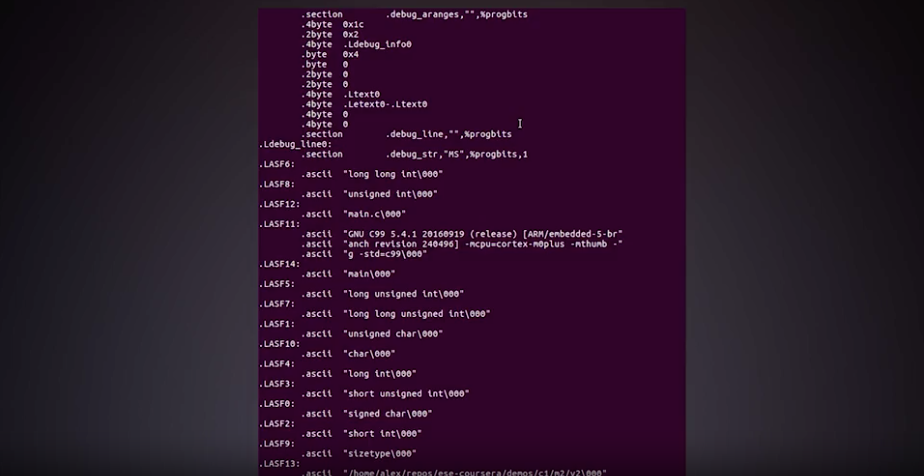 .section .debug_aranges,"",%progbits
.4byte 0x1c
.2byte 0x2
.4byte .Ldebug_info0
.byte 0x4
.byte 0
.2byte 0
.2byte 0
.4byte .Ltext0
.4byte .Letext0-.Ltext0
.4byte 0
.4byte 0
.section .debug_line,"",%progbits
.Ldebug_line0:
.section .debug_str,"MS",%progbits,1
.LASF6:
.ascii "long long int\000"
.LASF8:
.ascii "unsigned int\000"
.LASF12:
.ascii "main.c\000"
.LASF11:
.ascii "GNU C99 5.4.1 20160919 (release) [ARM/embedded-5-br"
.ascii "anch revision 240496] -mcpu=cortex-m0plus -mthumb -"
.ascii "g -std=c99\000"
.LASF14:
.ascii "main\000"
.LASF5:
.ascii "long unsigned int\000"
.LASF7:
.ascii "long long unsigned int\000"
.LASF1:
.ascii "unsigned char\000"
.LASF10:
.ascii "char\000"
.LASF4:
.ascii "long int\000"
.LASF3:
.ascii "short unsigned int\000"
.LASF0:
.ascii "signed char\000"
.LASF2:
.ascii "short int\000"
.LASF9:
.ascii "sizetype\000"
.LASF13:
.ascii "/home/alex/repos/ese-coursera/demos/c1/m2/v2\000"